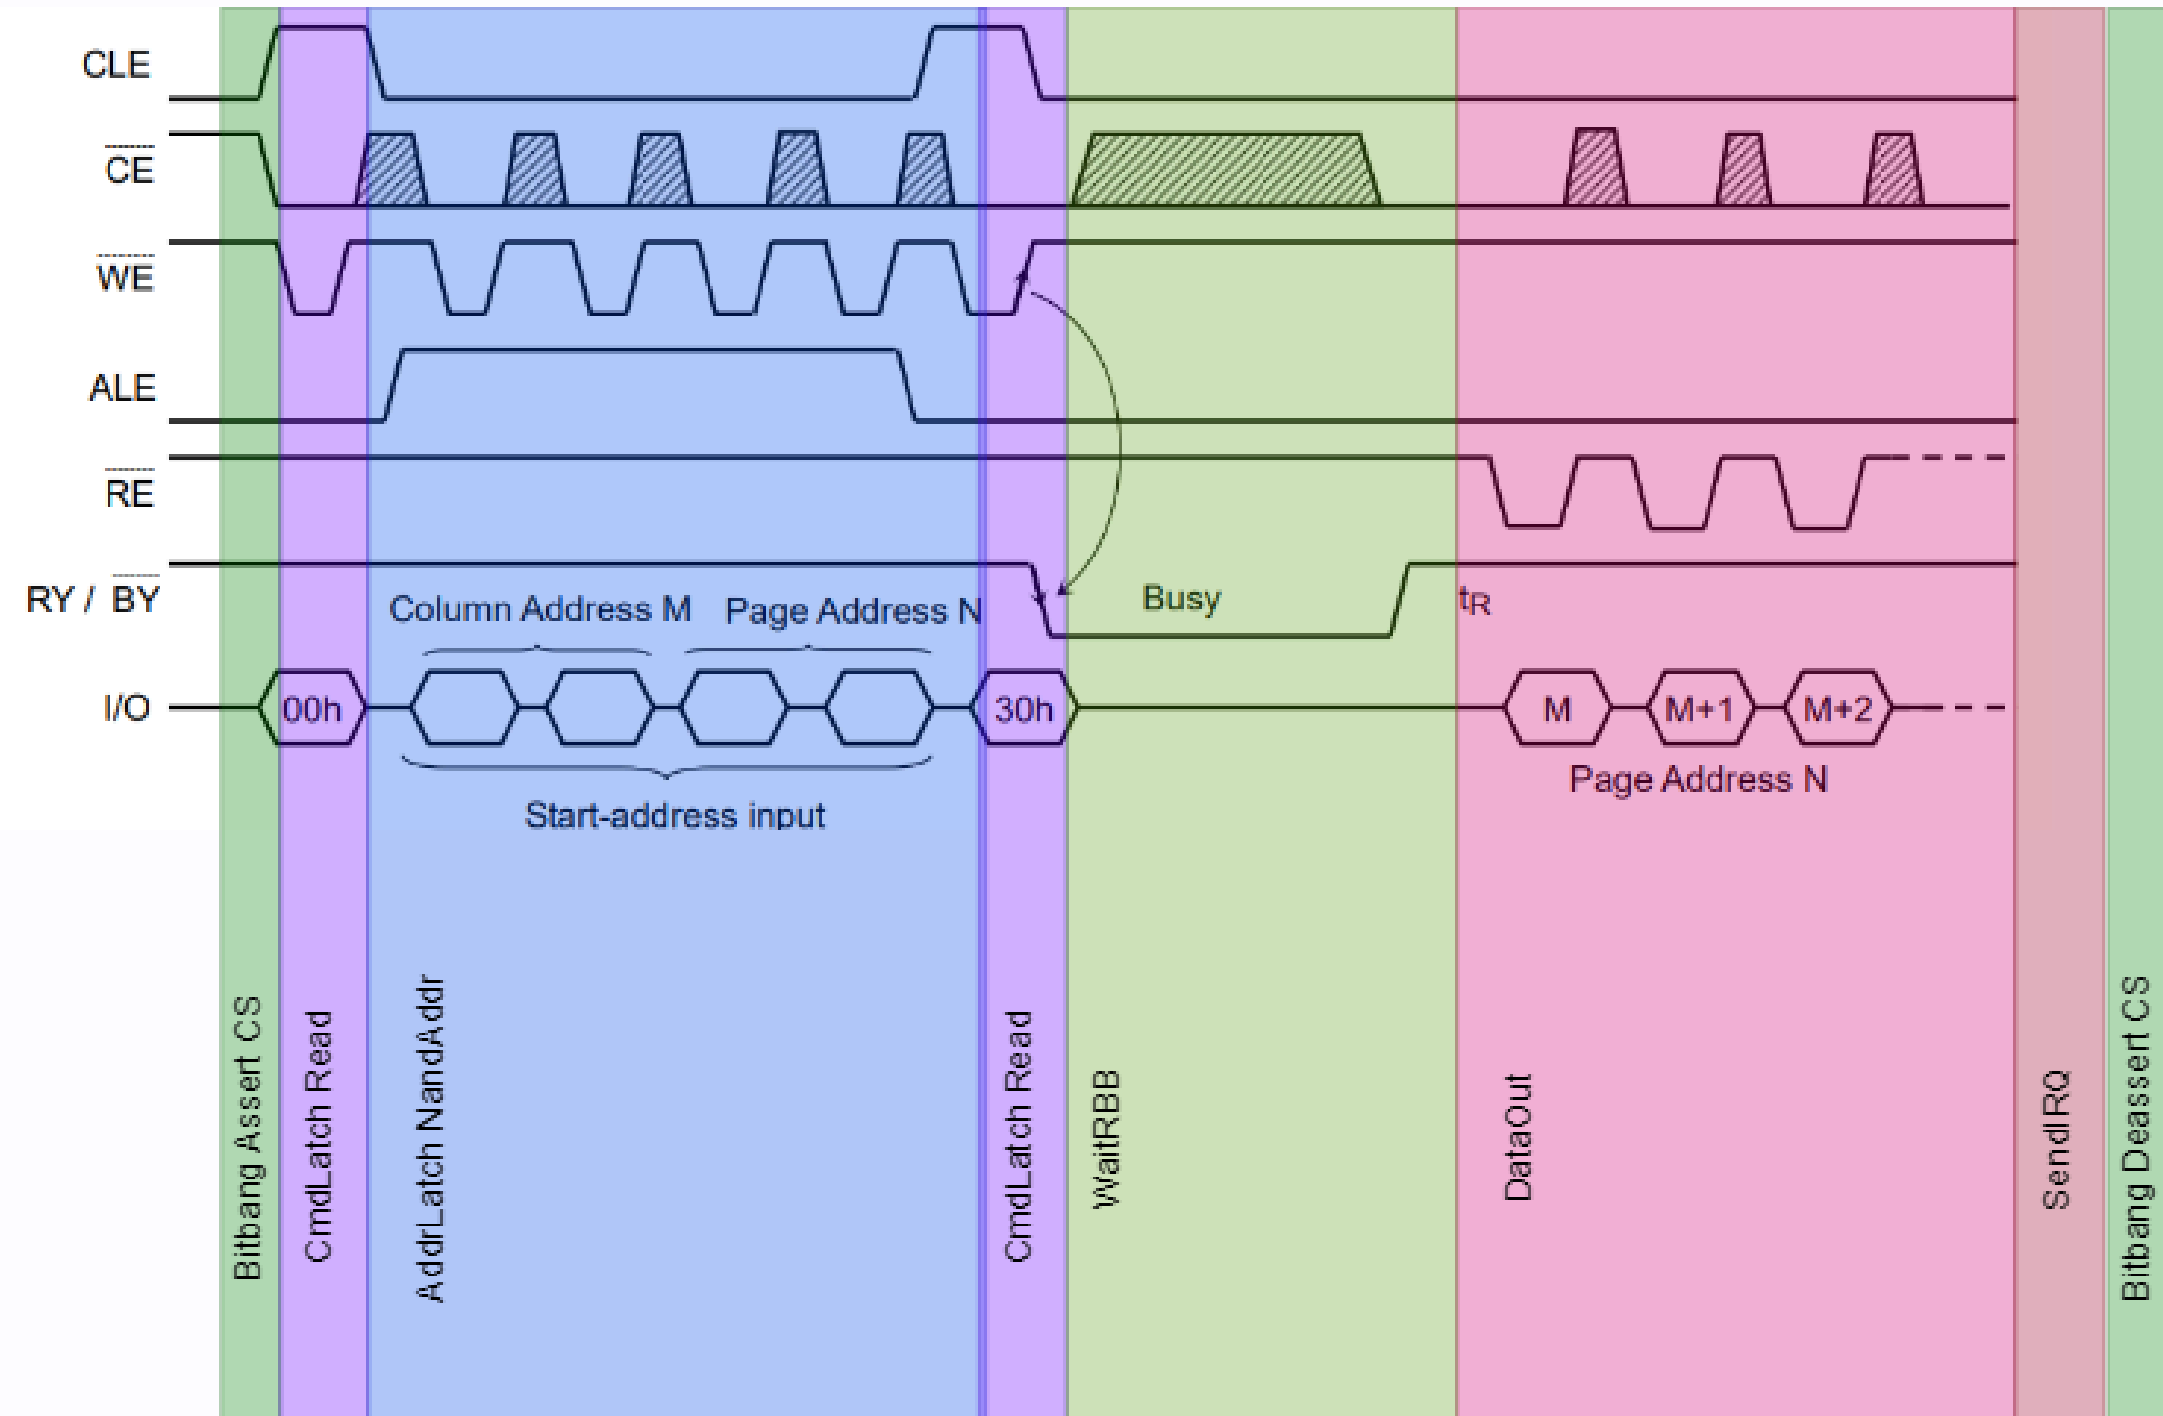 CLE
CE
WE
ALE
RE
RY / BY
Column Address M
Page Address N
Busy
tR
I/O
00h
30h
M
M+1
M+2
Page Address N
Start-address input
Bitbang Assert CS
CmdLatch Read
AddrLatch NandAddr
CmdLatch Read
WaitRBB
DataOut
SendIRQ
Bitbang Deassert CS